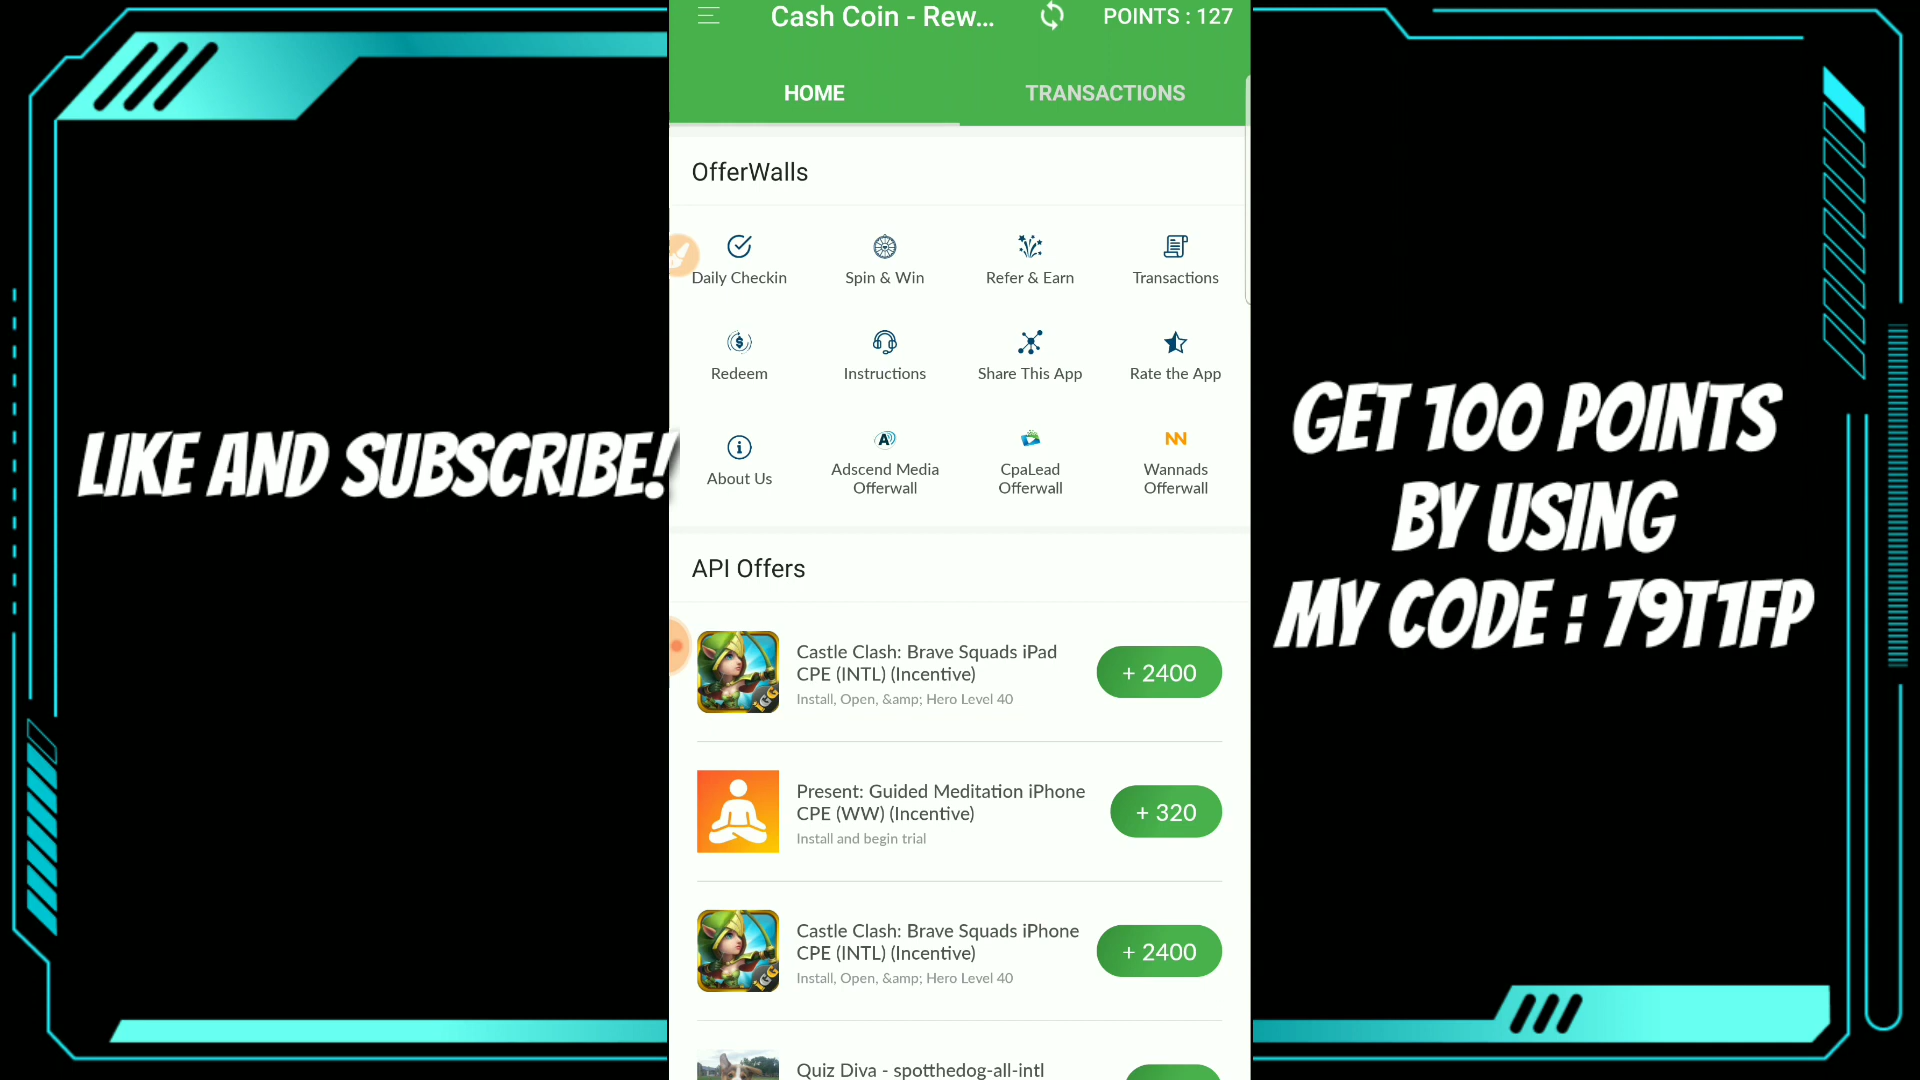 Cash Coin - Rew...
POINTS : 127
HOME
TRANSACTIONS
OfferWalls
Daily Checkin
Spin & Win
Refer & Earn
Transactions
Redeem
Instructions
Share This App
Rate the App
About Us
Adscend Media
Offerwall
CpaLead
Offerwall
Wannads
Offerwall
API Offers
Castle Clash: Brave Squads iPad
CPE (INTL) (Incentive)
Install, Open, &amp; Hero Level 40
+ 2400
Present: Guided Meditation iPhone
CPE (WW) (Incentive)
Install and begin trial
+ 320
Castle Clash: Brave Squads iPhone
CPE (INTL) (Incentive)
Install, Open, &amp; Hero Level 40
+ 2400
Quiz Diva - spotthedog-all-intl
LIKE AND SUBSCRIBE!
GET 100 POINTS
BY USING
MY CODE : 79T1FP
IGG
IGG